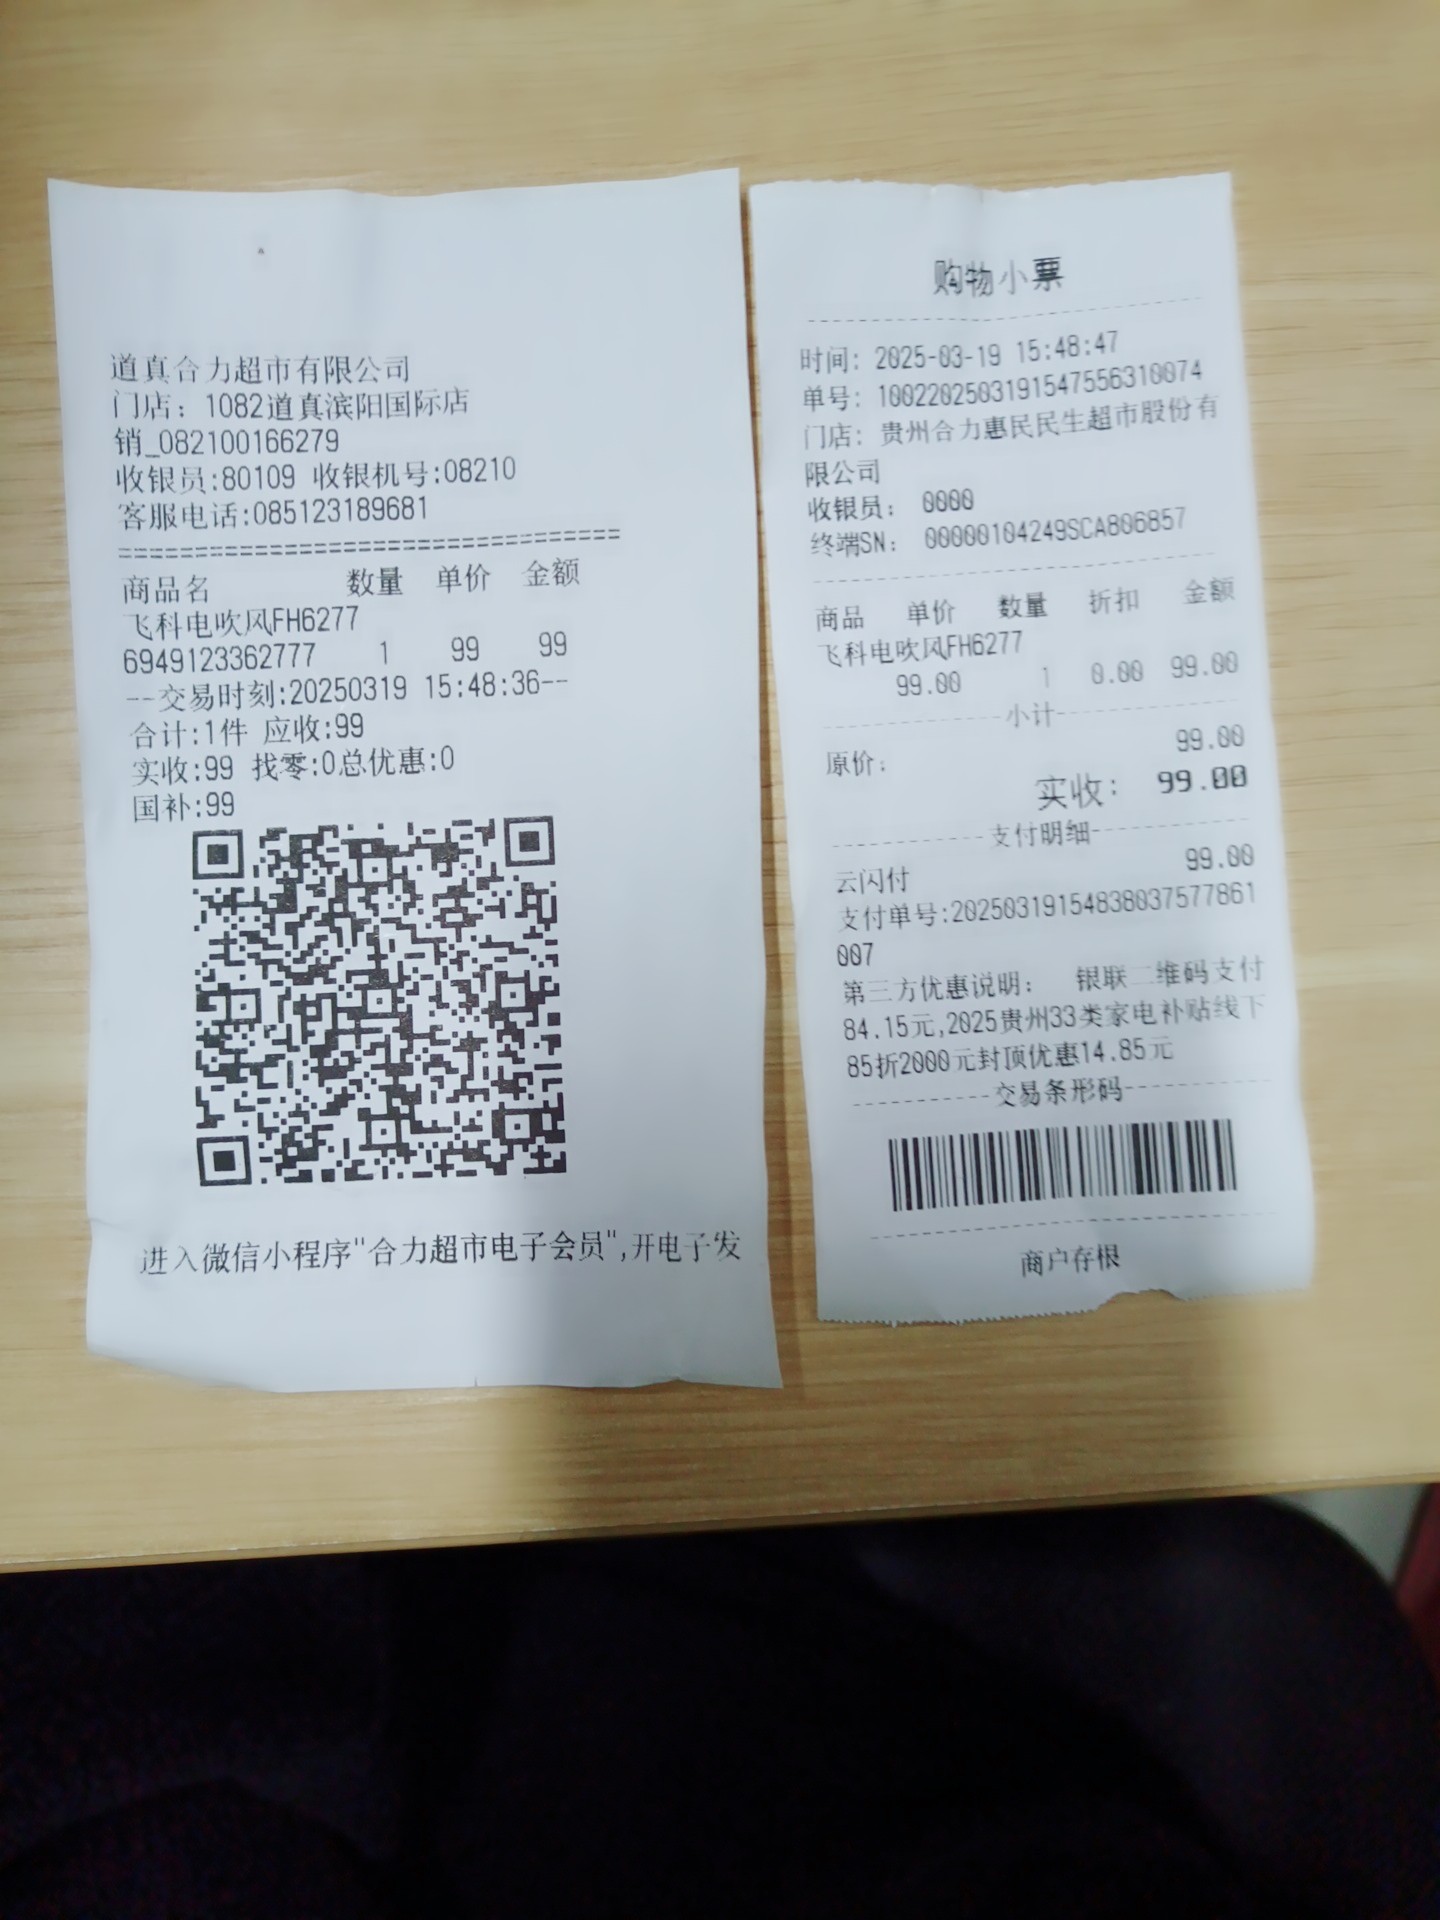 道真合力超市有限公司
门店：1082道真滨阳国际店
销_082100166279
收银员:80109 收银机号:08210
客服电话:085123189681
=================================
商品名 数量 单价 金额
飞科电吹风FH6277
6949123362777 1 99 99
--交易时刻:20250319 15:48:36--
合计:1件 应收:99
实收:99 找零:0总优惠:0
国补:99
进入微信小程序"合力超市电子会员",开电子发
购物小票
时间: 2025-03-19 15:48:47
单号: 10022025031915475563100​74
门店: 贵州合力惠民民生超市股份有
限公司
收银员: 0000
终端SN: 00000104249SCA806857
商品 单价 数量 折扣 金额
飞科电吹风FH6277
99.00 1 0.00 99.00
小计
原价: 99.00
实收: 99.00
支付明细
云闪付 99.00
支付单号:20250319154838037577861
007
第三方优惠说明: 银联二维码支付
84.15元,2025贵州33类家电补贴线下
85折2000元封顶优惠14.85元
交易条形码
商户存根